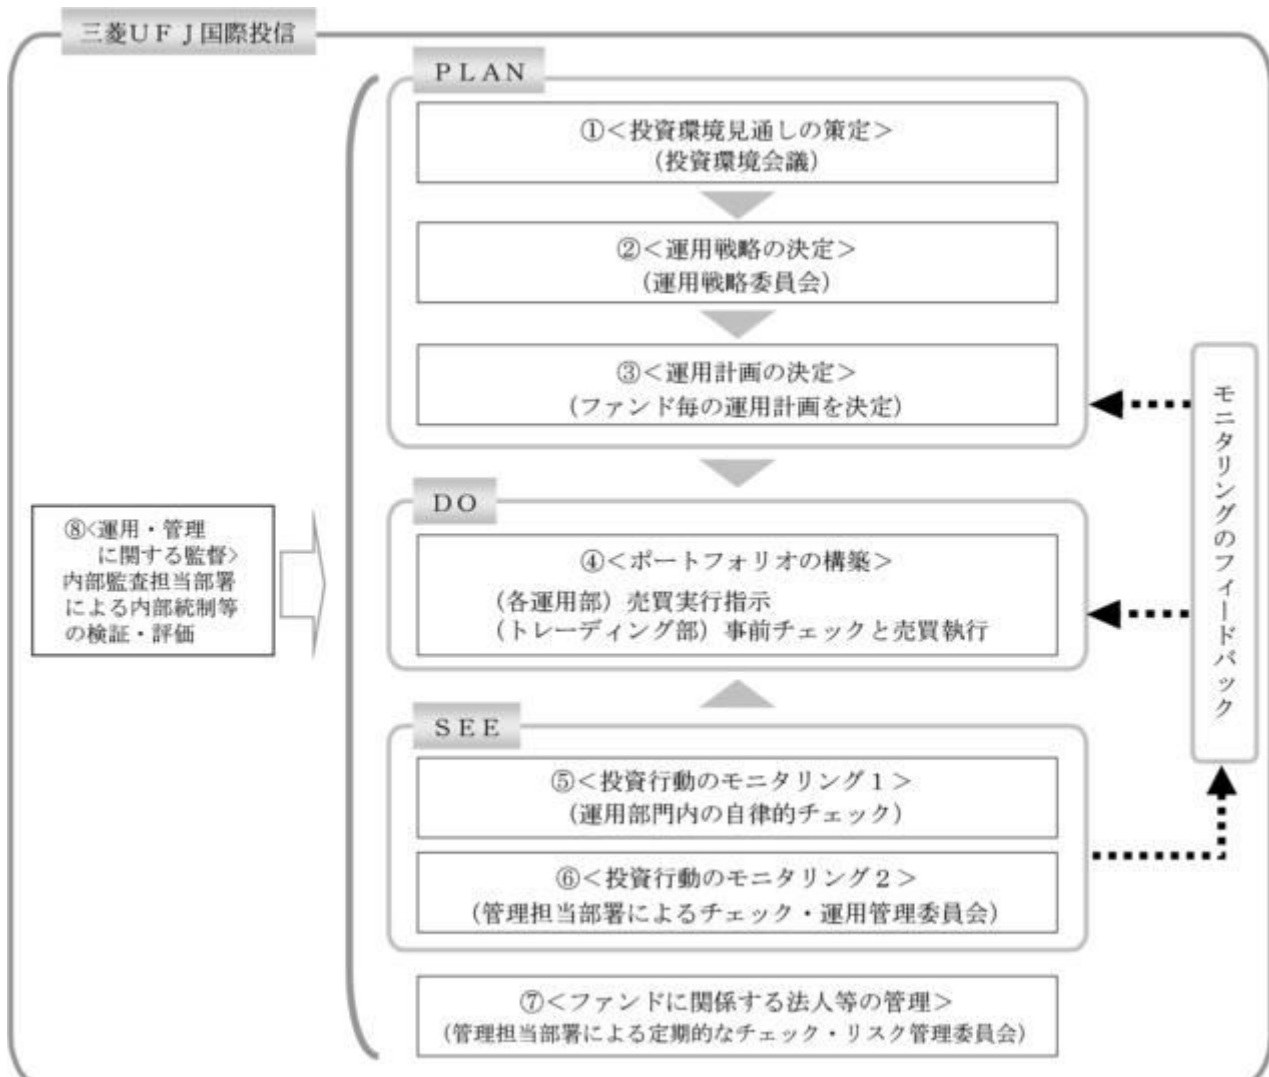 三菱ＵＦＪ国際投信
ＰＬＡＮ
①＜投資環境見通しの策定＞
（投資環境会議）
②＜運用戦略の決定＞
（運用戦略委員会）
③＜運用計画の決定＞
（ファンド毎の運用計画を決定）
ＤＯ
④＜ポートフォリオの構築＞
（各運用部）売買実行指示
（トレーディング部）事前チェックと売買執行
ＳＥＥ
⑤＜投資行動のモニタリング１＞
（運用部門内の自律的チェック）
⑥＜投資行動のモニタリング２＞
（管理担当部署によるチェック・運用管理委員会）
⑦＜ファンドに関係する法人等の管理＞
（管理担当部署による定期的なチェック・リスク管理委員会）
⑧<運用・管理
に関する監督>
内部監査担当部署
による内部統制等
の検証・評価
モニタリングのフィードバック